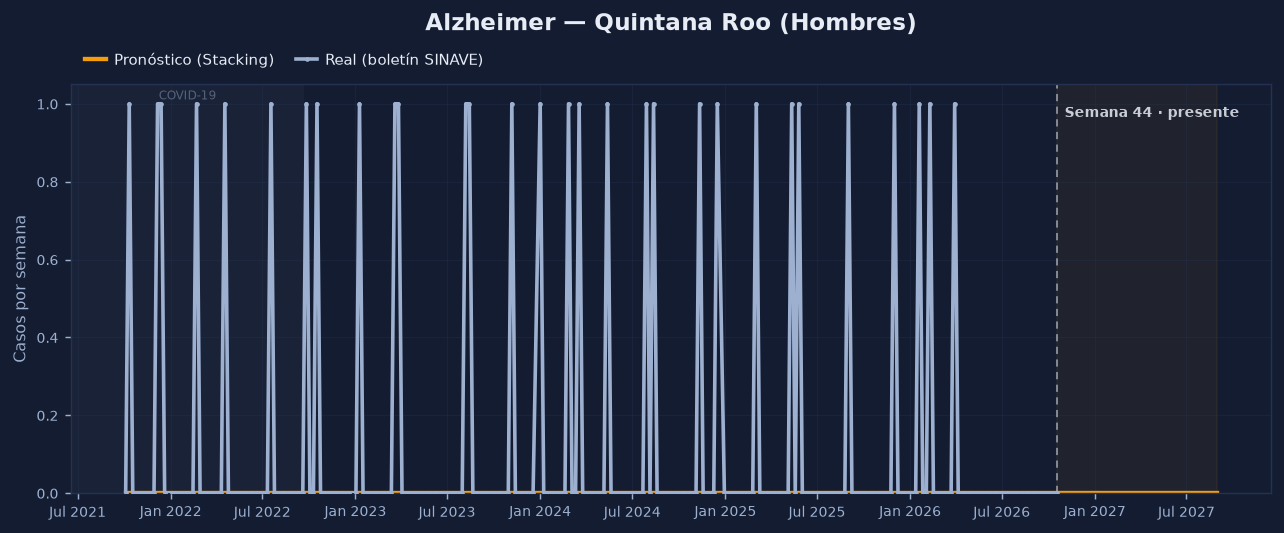 Alzheimer — Quintana Roo (Hombres)
Pronóstico (Stacking)
Real (boletín SINAVE)
COVID-19
Semana 44 · presente
Casos por semana
1.0
0.8
0.6
0.4
0.2
0.0
Jul 2021
Jan 2022
Jul 2022
Jan 2023
Jul 2023
Jan 2024
Jul 2024
Jan 2025
Jul 2025
Jan 2026
Jul 2026
Jan 2027
Jul 2027